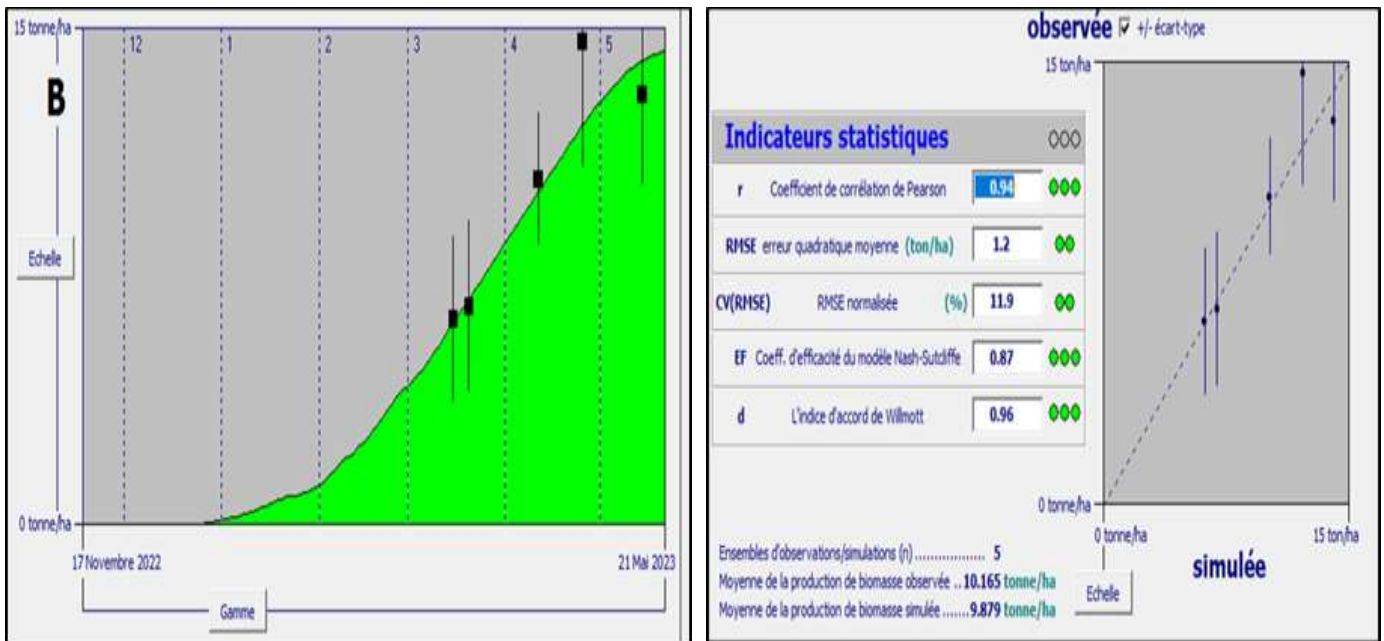 15 tonne/ha
12 1 2 3 4 5
B
Echelle
0 tonne/ha
17 Novembre 2022 21 Mai 2023
Gamme
observée +/- écart-type
15 ton/ha
Indicateurs statistiques
r Coefficient de corrélation de Pearson 0.94
RMSE erreur quadratique moyenne (ton/ha) 1.2
CV(RMSE) RMSE normalisée (%) 11.9
EF Coeff. d'efficacité du modèle Nash-Sutcliffe 0.87
d L'indice d'accord de Willmott 0.96
0 tonne/ha
0 tonne/ha 15 ton/ha
simulée
Echelle
Ensembles d'observations/simulations (n) .................. 5
Moyenne de la production de biomasse observée .. 10.165 tonne/ha
Moyenne de la production de biomasse simulée .......9.879 tonne/ha